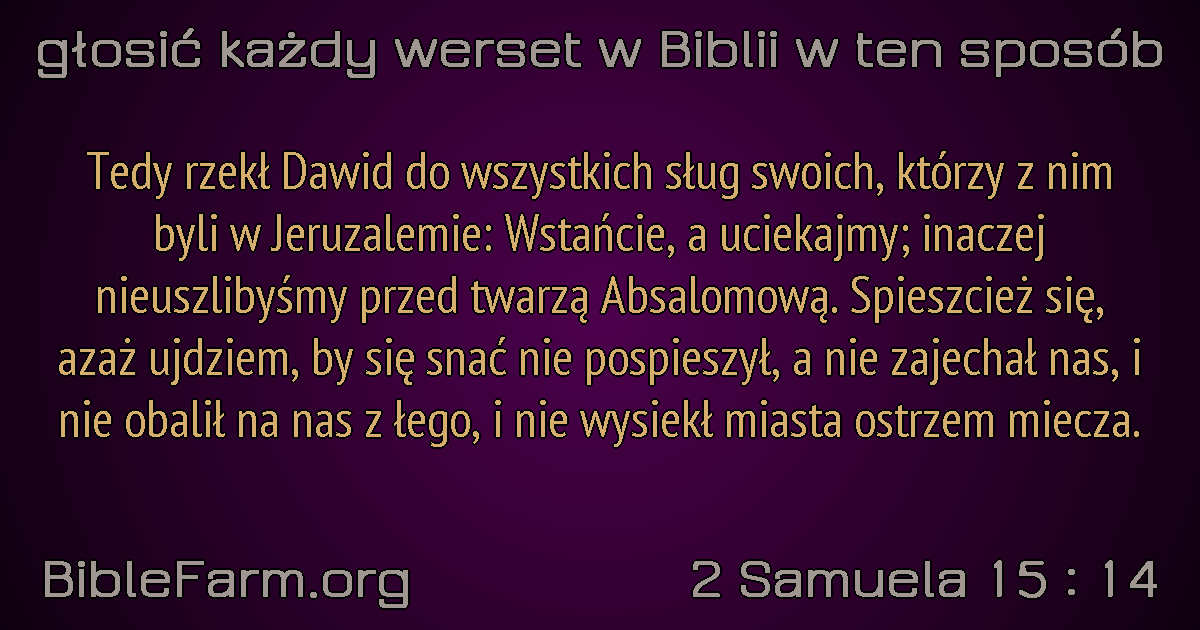 głosić każdy werset w Biblii w ten sposób
Tedy rzekł Dawid do wszystkich sług swoich, którzy z nim
byli w Jeruzalemie: Wstańcie, a uciekajmy; inaczej
nieuszlibyśmy przed twarzą Absalomową. Spieszcież się,
azaż ujdziem, by się snać nie pospieszył, a nie zajechał nas, i
nie obalił na nas z łego, i nie wysiekł miasta ostrzem miecza.
BibleFarm.org
2 Samuela 15 : 14